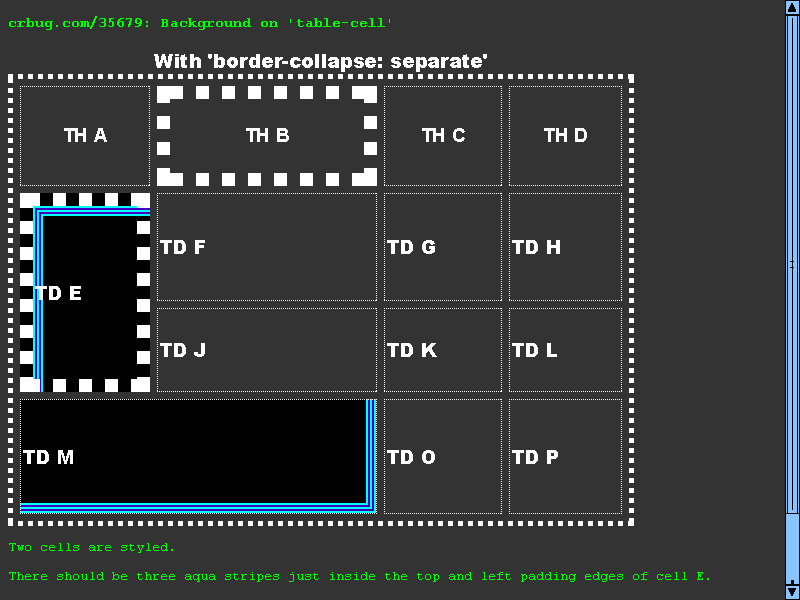 crbug.com/35679: Background on 'table-cell'
With 'border-collapse: separate'
TH A TH B TH C TH D
TD F TD G TD H
TD E
TD J TD K TD L
TD M TD O TD P
Two cells are styled.
There should be three aqua stripes just inside the top and left padding edges of cell E.